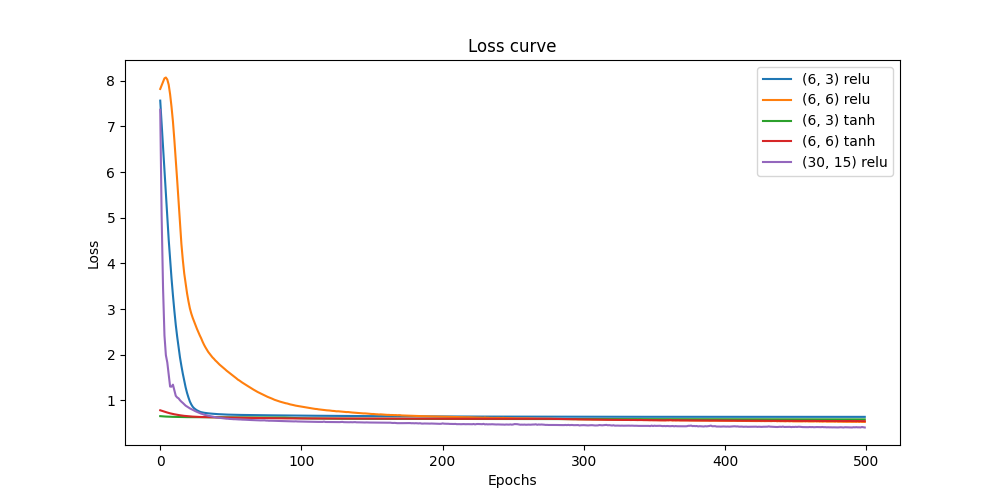 Loss curve
Loss
8
7
6
5
4
3
2
1
(6, 3) relu
(6, 6) relu
(6, 3) tanh
(6, 6) tanh
(30, 15) relu
0 100 200 300 400 500
Epochs